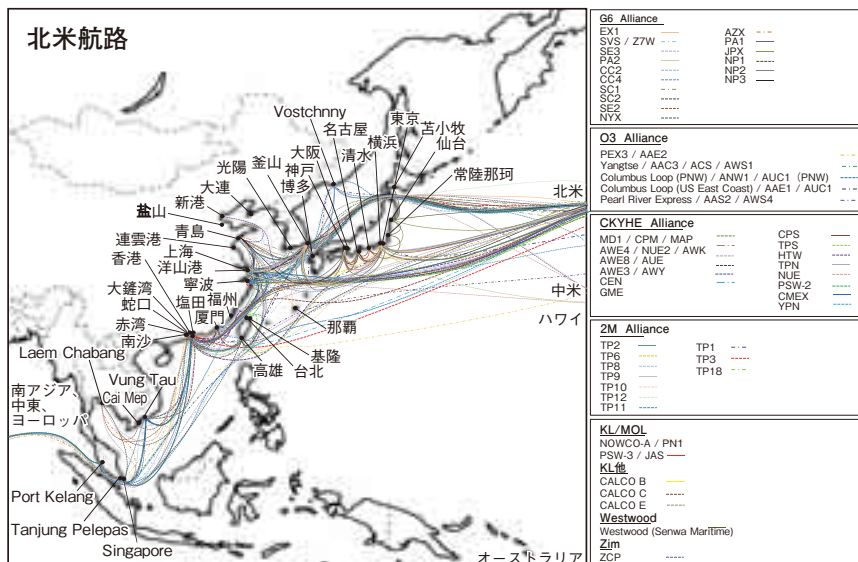 北米航路
Vostchnny
東京
名古屋
苫小牧
横浜
大阪
清水
仙台
釜山
神戸
光陽
博多
常陸那珂
大連
新港
北米
盐山
青島
連雲港
上海
香港
洋山港
寧波
中米
大鏟湾
福州
塩田
ハワイ
蛇口
厦門
那覇
赤湾
南沙
基隆
Laem Chabang
高雄
台北
Vung Tau
南アジア、
Cai Mep
中東、
ヨーロッパ
Port Kelang
Tanjung Pelepas
Singapore
オーストラリア
G6 Alliance
EX1
SVS / Z7W
SE3
PA2
CC2
CC4
SC1
SC2
SE2
NYX
AZX
PA1
JPX
NP1
NP2
NP3
O3 Alliance
PEX3 / AAE2
Yangtse / AAC3 / ACS / AWS1
Columbus Loop (PNW) / ANW1 / AUC1 (PNW)
Columbus Loop (US East Coast) / AAE1 / AUC1
Pearl River Express / AAS2 / AWS4
CKYHE Alliance
MD1 / CPM / MAP
AWE4 / NUE2 / AWK
AWE8 / AUE
AWE3 / AWY
CEN
GME
CPS
TPS
HTW
TPN
NUE
PSW-2
CMEX
YPN
2M Alliance
TP2
TP6
TP8
TP9
TP10
TP12
TP11
TP1
TP3
TP18
KL/MOL
NOWCO-A / PN1
PSW-3 / JAS
KL他
CALCO B
CALCO C
CALCO E
Westwood
Westwood (Senwa Maritime)
Zim
ZCP